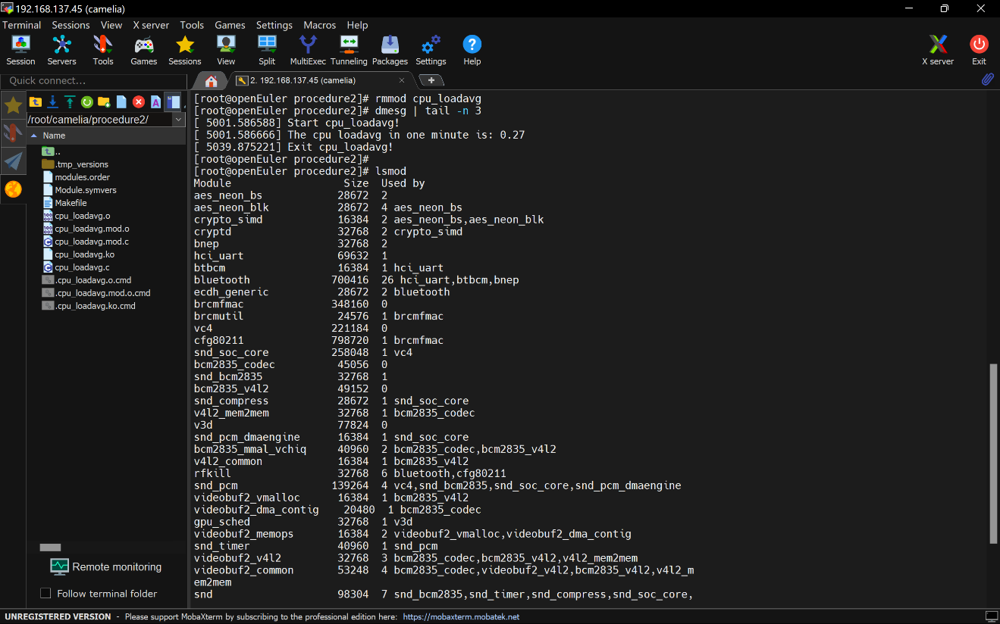 192.168.137.45 (camelia)
Terminal Sessions View X server Tools Games Settings Macros Help
Session Servers Tools Games Sessions View Split MultiExec Tunneling Packages Settings Help X server Exit
Quick connect...
2. 192.168.137.45 (camelia)
/root/camelia/procedure2/
Name
..
.tmp_versions
modules.order
Module.symvers
Makefile
cpu_loadavg.o
cpu_loadavg.mod.o
cpu_loadavg.mod.c
cpu_loadavg.ko
cpu_loadavg.c
.cpu_loadavg.o.cmd
.cpu_loadavg.mod.o.cmd
.cpu_loadavg.ko.cmd
Remote monitoring
Follow terminal folder
[root@openEuler procedure2]# rmmod cpu_loadavg
[root@openEuler procedure2]# dmesg | tail -n 3
[ 5001.586588] Start cpu_loadavg!
[ 5001.586666] The cpu loadavg in one minute is: 0.27
[ 5039.875221] Exit cpu_loadavg!
[root@openEuler procedure2]#
[root@openEuler procedure2]# lsmod
Module                  Size  Used by
aes_neon_bs            28672  2
aes_neon_blk           28672  4 aes_neon_bs
crypto_simd            16384  2 aes_neon_bs,aes_neon_blk
cryptd                 32768  2 crypto_simd
bnep                   32768  2
hci_uart               69632  1
btbcm                  16384  1 hci_uart
bluetooth             700416  26 hci_uart,btbcm,bnep
ecdh_generic           28672  2 bluetooth
brcmfmac              348160  0
brcmutil               24576  1 brcmfmac
vc4                   221184  0
cfg80211              798720  1 brcmfmac
snd_soc_core          258048  1 vc4
bcm2835_codec          45056  0
snd_bcm2835            32768  1
bcm2835_v4l2           49152  0
snd_compress           28672  1 snd_soc_core
v4l2_mem2mem           32768  1 bcm2835_codec
v3d                    77824  0
snd_pcm_dmaengine      16384  1 snd_soc_core
bcm2835_mmal_vchiq     40960  2 bcm2835_codec,bcm2835_v4l2
v4l2_common            16384  1 bcm2835_v4l2
rfkill                 32768  6 bluetooth,cfg80211
snd_pcm               139264  4 vc4,snd_bcm2835,snd_soc_core,snd_pcm_dmaengine
videobuf2_vmalloc      16384  1 bcm2835_v4l2
videobuf2_dma_contig    20480  1 bcm2835_codec
gpu_sched              32768  1 v3d
videobuf2_memops       16384  2 videobuf2_vmalloc,videobuf2_dma_contig
snd_timer              40960  1 snd_pcm
videobuf2_v4l2         32768  3 bcm2835_codec,bcm2835_v4l2,v4l2_mem2mem
videobuf2_common       53248  4 bcm2835_codec,videobuf2_v4l2,bcm2835_v4l2,v4l2_m
em2mem
snd                    98304  7 snd_bcm2835,snd_timer,snd_compress,snd_soc_core,
UNREGISTERED VERSION - Please support MobaXterm by subscribing to the professional edition here: https://mobaxterm.mobatek.net